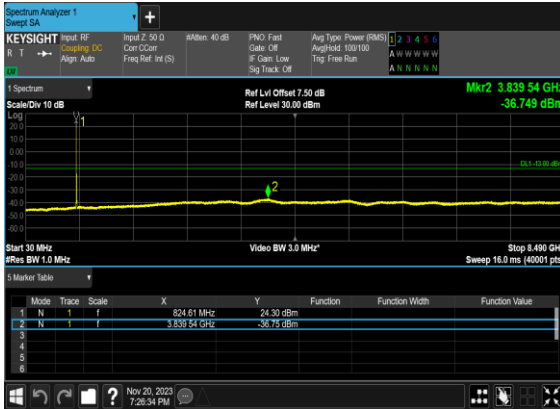 Spectrum Analyzer 1
Swept SA
+
KEYSIGHT
R T
LV
Input: RF
Coupling: DC
Align: Auto
Input Z: 50 Ω
Corr CCorr
Freq Ref: Int (S)
#Atten: 40 dB
PNO: Fast
Gate: Off
IF Gain: Low
Sig Track: Off
Avg Type: Power (RMS)
Avg|Hold: 100/100
Trig: Free Run
1 2 3 4 5 6
A W W W W W
A N N N N N
1 Spectrum
Scale/Div 10 dB
Ref Lvl Offset 7.50 dB
Ref Level 30.00 dBm
Mkr2 3.839 54 GHz
-36.749 dBm
Log
20.0
10.0
0.00
-10.0
-20.0
-30.0
-40.0
-50.0
-60.0
1
2
DL1 -13.00 dBm
Start 30 MHz
#Res BW 1.0 MHz
Video BW 3.0 MHz*
Stop 8.490 GH
Sweep 16.0 ms (40001 pts
5 Marker Table
Mode Trace Scale X Y Function Function Width Function Value
1 N 1 f 824.61 MHz 24.30 dBm
2 N 1 f 3.839 54 GHz -36.75 dBm
3
4
5
6
?
Nov 20, 2023
7:26:34 PM